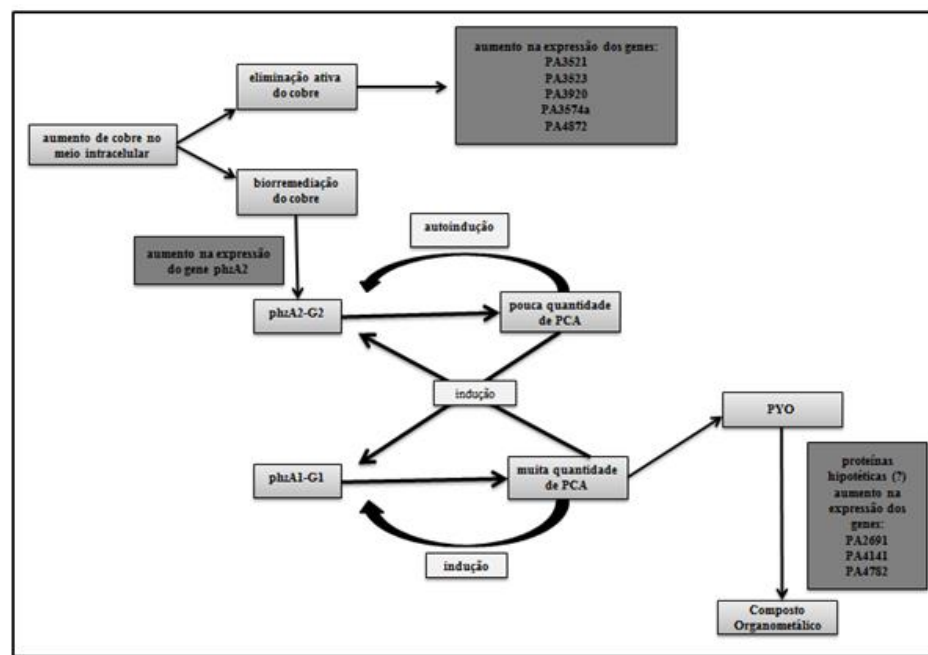 aumento na expressão dos genes:
PA3521
PA3523
PA3920
PA3574a
PA4872
eliminação ativa
do cobre
aumento de cobre no
meio intracelular
biorremediação
do cobre
autoindução
aumento na expressão
do gene phzA2
phzA2-G2
pouca quantidade
de PCA
indução
PYO
phzA1-G1
muita quantidade
de PCA
proteínas
hipotéticas (?)
aumento na
expressão dos
genes:
PA2691
PA4141
PA4782
indução
Composto
Organometálico